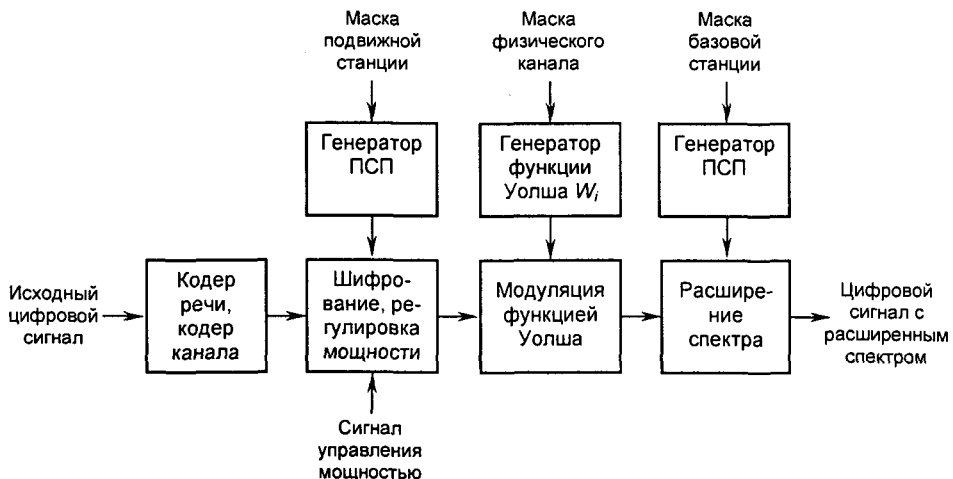 Маска
подвижной
станции
Маска
физического
канала
Маска
базовой
станции
Генератор
ПСП
Генератор
функции
Уолша Wi
Генератор
ПСП
Исходный
цифровой
сигнал
Кодер
речи,
кодер
канала
Шифро-
вание, ре-
гулировка
мощности
Модуляция
функцией
Уолша
Расшире-
ние
спектра
Цифровой
сигнал с
расширенным
спектром
Сигнал
управления
мощностью